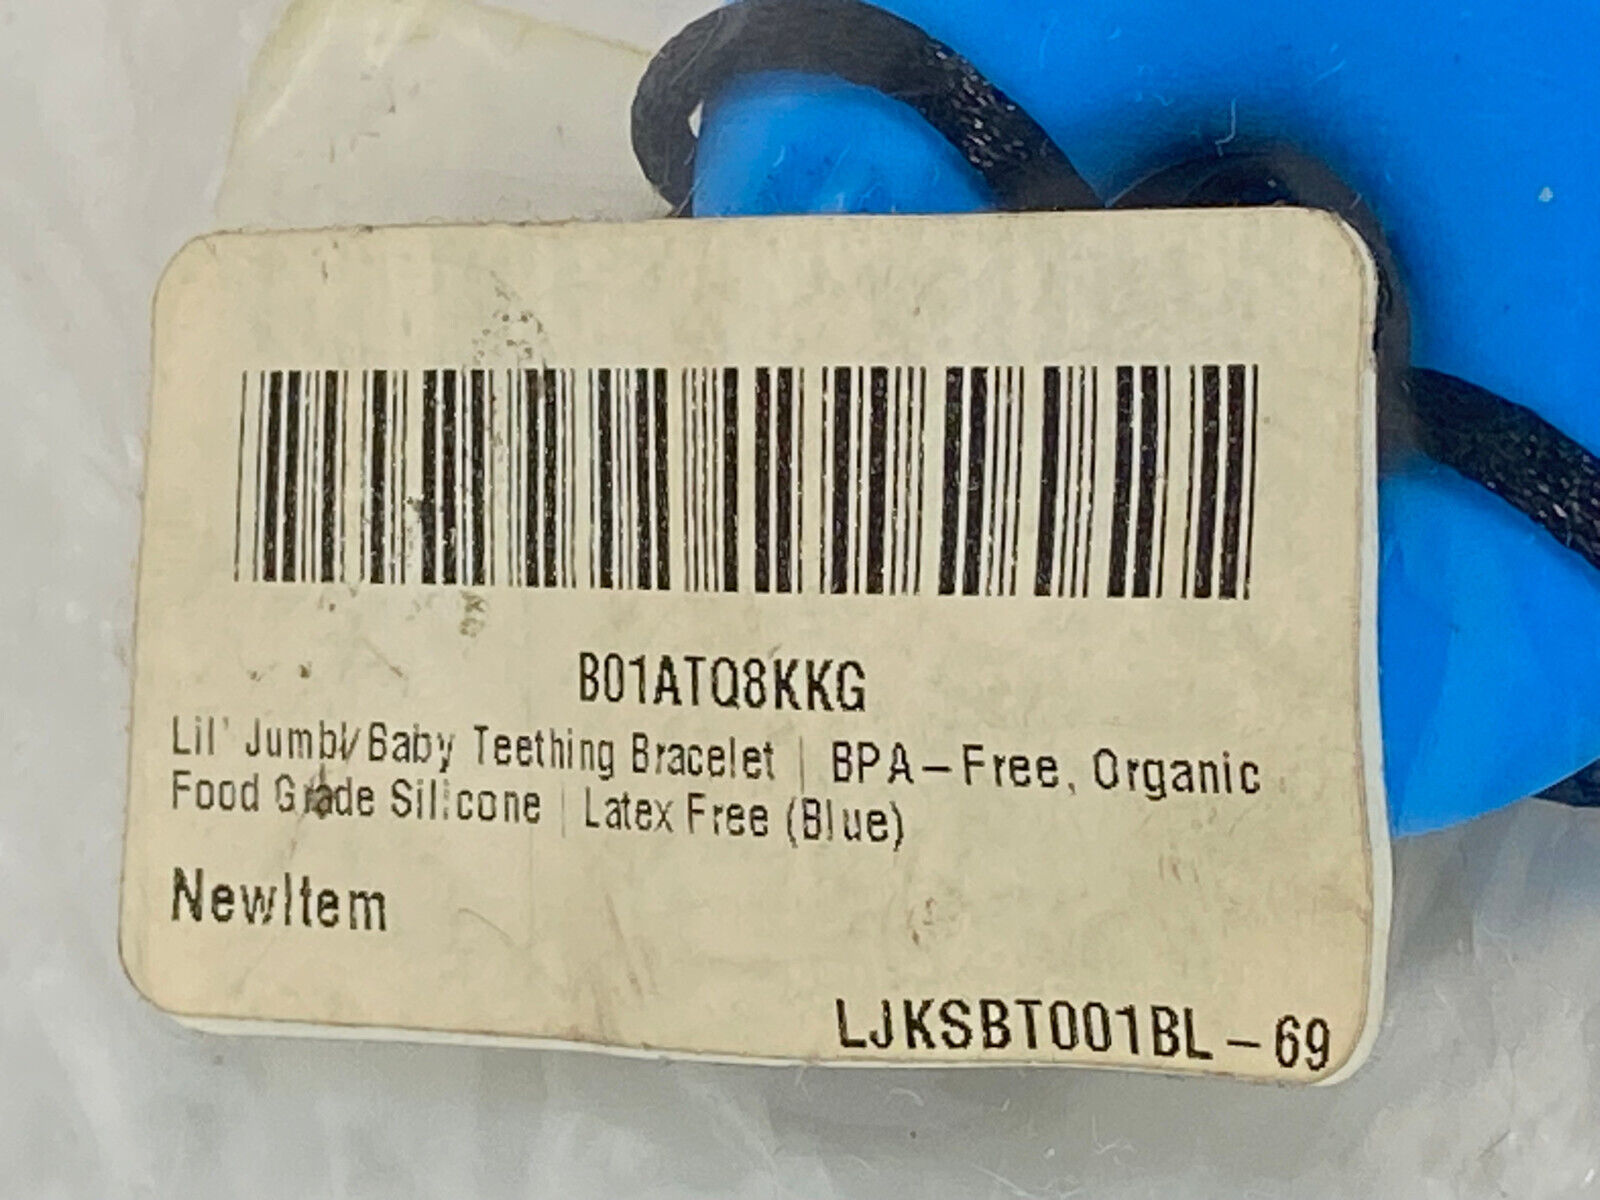 B01ATQ8KKG
Lil' Jumbl/Baby Teething Bracelet | BPA-Free, Organic
Food Grade Silicone | Latex Free (Blue)
NewItem
LJKSBT001BL-69